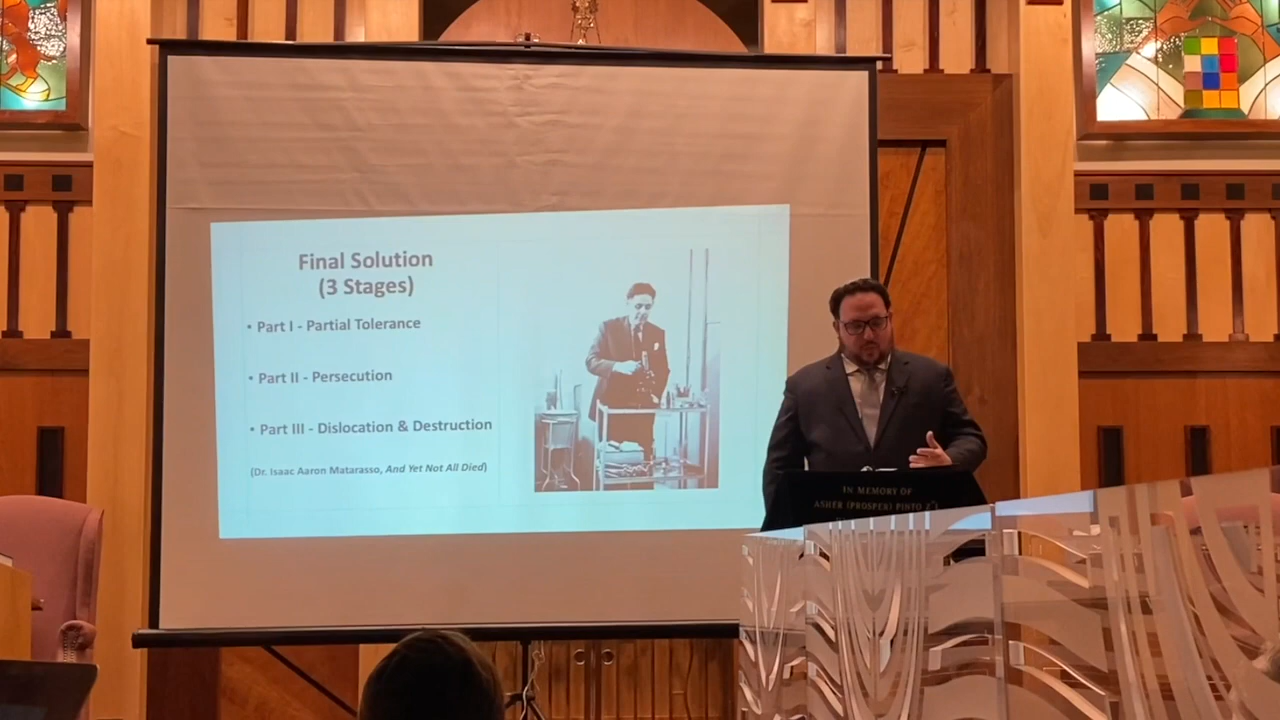 Final Solution
(3 Stages)
• Part I - Partial Tolerance
• Part II - Persecution
• Part III - Dislocation & Destruction
(Dr. Isaac Aaron Matarasso, And Yet Not All Died)
IN MEMORY OF
ASHER (PROSPER) PINTO Z"L